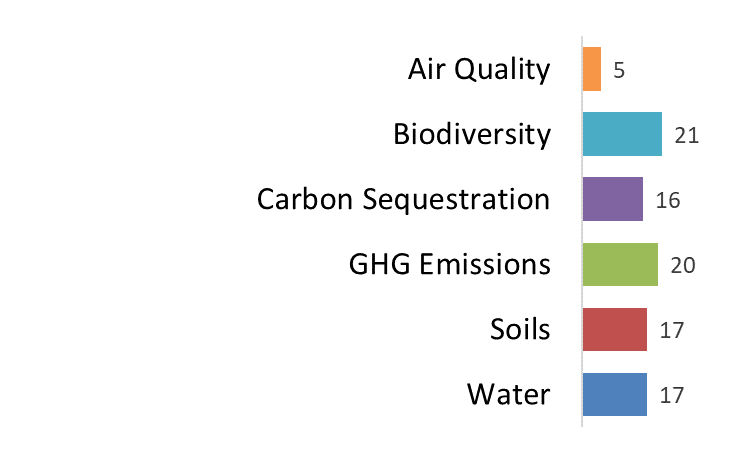 Air Quality 5
Biodiversity 21
Carbon Sequestration 16
GHG Emissions 20
Soils 17
Water 17